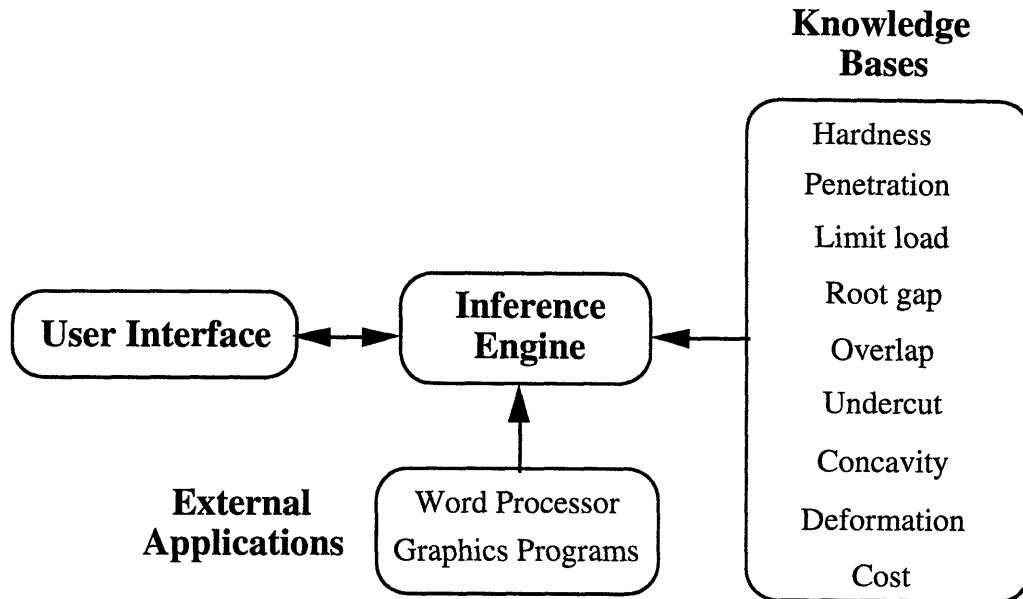 Knowledge
Bases
Hardness
Penetration
Limit load
Root gap
Overlap
Undercut
Concavity
Deformation
Cost
User Interface
Inference
Engine
External
Applications
Word Processor
Graphics Programs